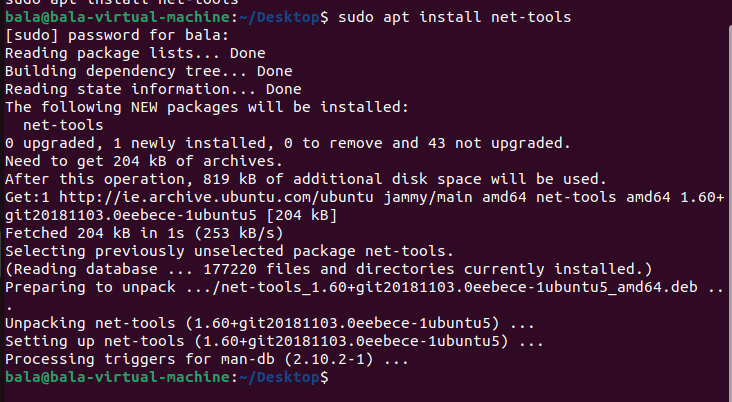 sudo apt install net-tools
bala@bala-virtual-machine:~/Desktop$ sudo apt install net-tools
[sudo] password for bala:
Reading package lists... Done
Building dependency tree... Done
Reading state information... Done
The following NEW packages will be installed:
  net-tools
0 upgraded, 1 newly installed, 0 to remove and 43 not upgraded.
Need to get 204 kB of archives.
After this operation, 819 kB of additional disk space will be used.
Get:1 http://ie.archive.ubuntu.com/ubuntu jammy/main amd64 net-tools amd64 1.60+
git20181103.0eebece-1ubuntu5 [204 kB]
Fetched 204 kB in 1s (253 kB/s)
Selecting previously unselected package net-tools.
(Reading database ... 177220 files and directories currently installed.)
Preparing to unpack .../net-tools_1.60+git20181103.0eebece-1ubuntu5_amd64.deb ..
.
Unpacking net-tools (1.60+git20181103.0eebece-1ubuntu5) ...
Setting up net-tools (1.60+git20181103.0eebece-1ubuntu5) ...
Processing triggers for man-db (2.10.2-1) ...
bala@bala-virtual-machine:~/Desktop$